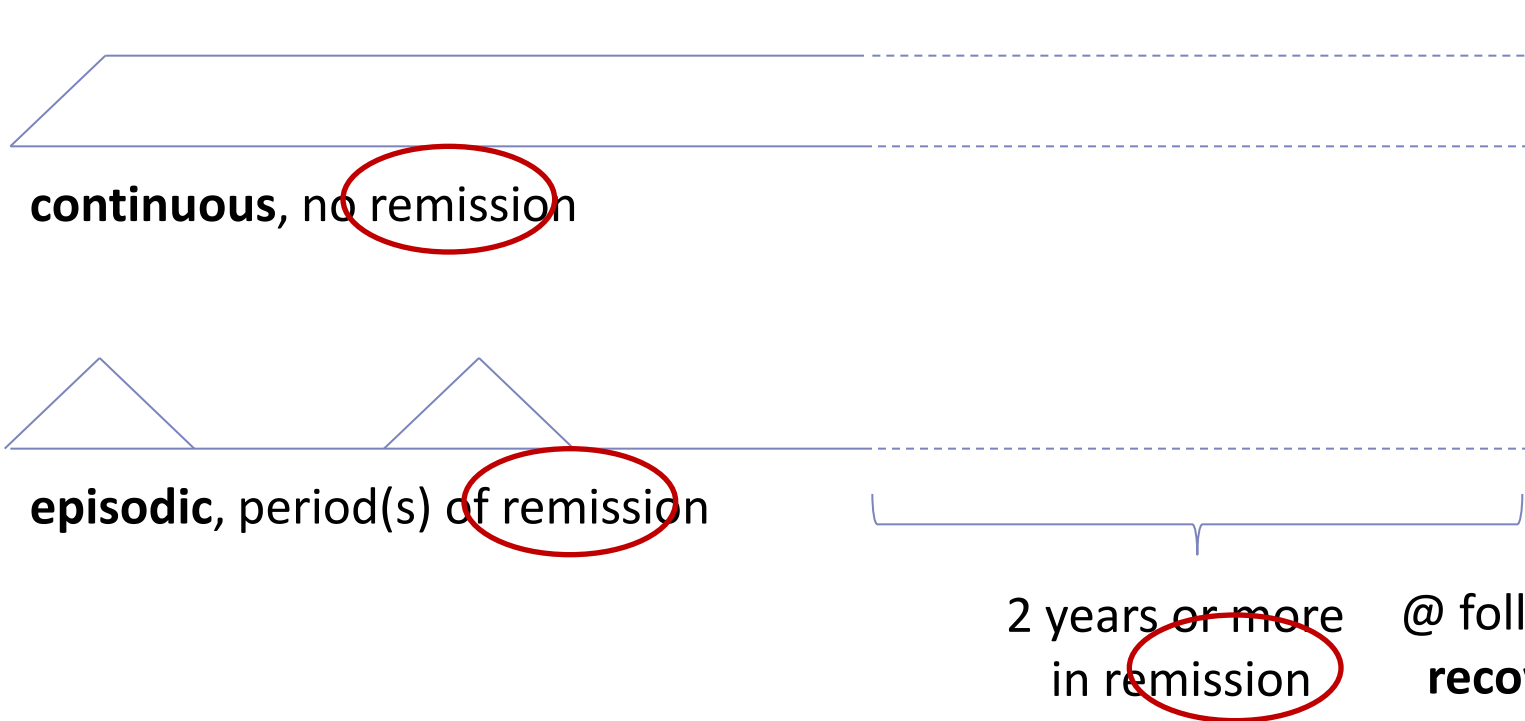 continuous, no remission
episodic, period(s) of remission
2 years or more
in remission
@